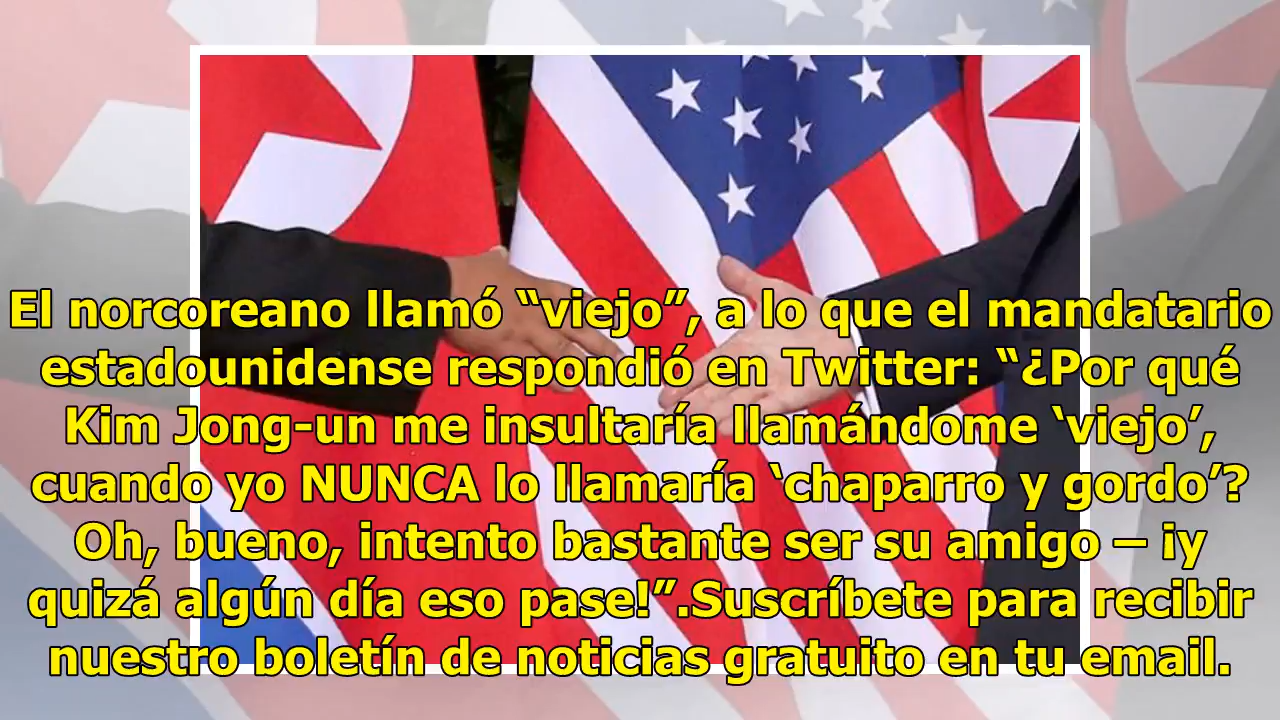 El norcoreano llamó “viejo”, a lo que el mandatario
estadounidense respondió en Twitter: “¿Por qué
Kim Jong-un me insultaría llamándome ‘viejo’,
cuando yo NUNCA lo llamaría ‘chaparro y gordo’?
Oh, bueno, intento bastante ser su amigo – ¡y
quizá algún día eso pase!”.Suscríbete para recibir
nuestro boletín de noticias gratuito en tu email.